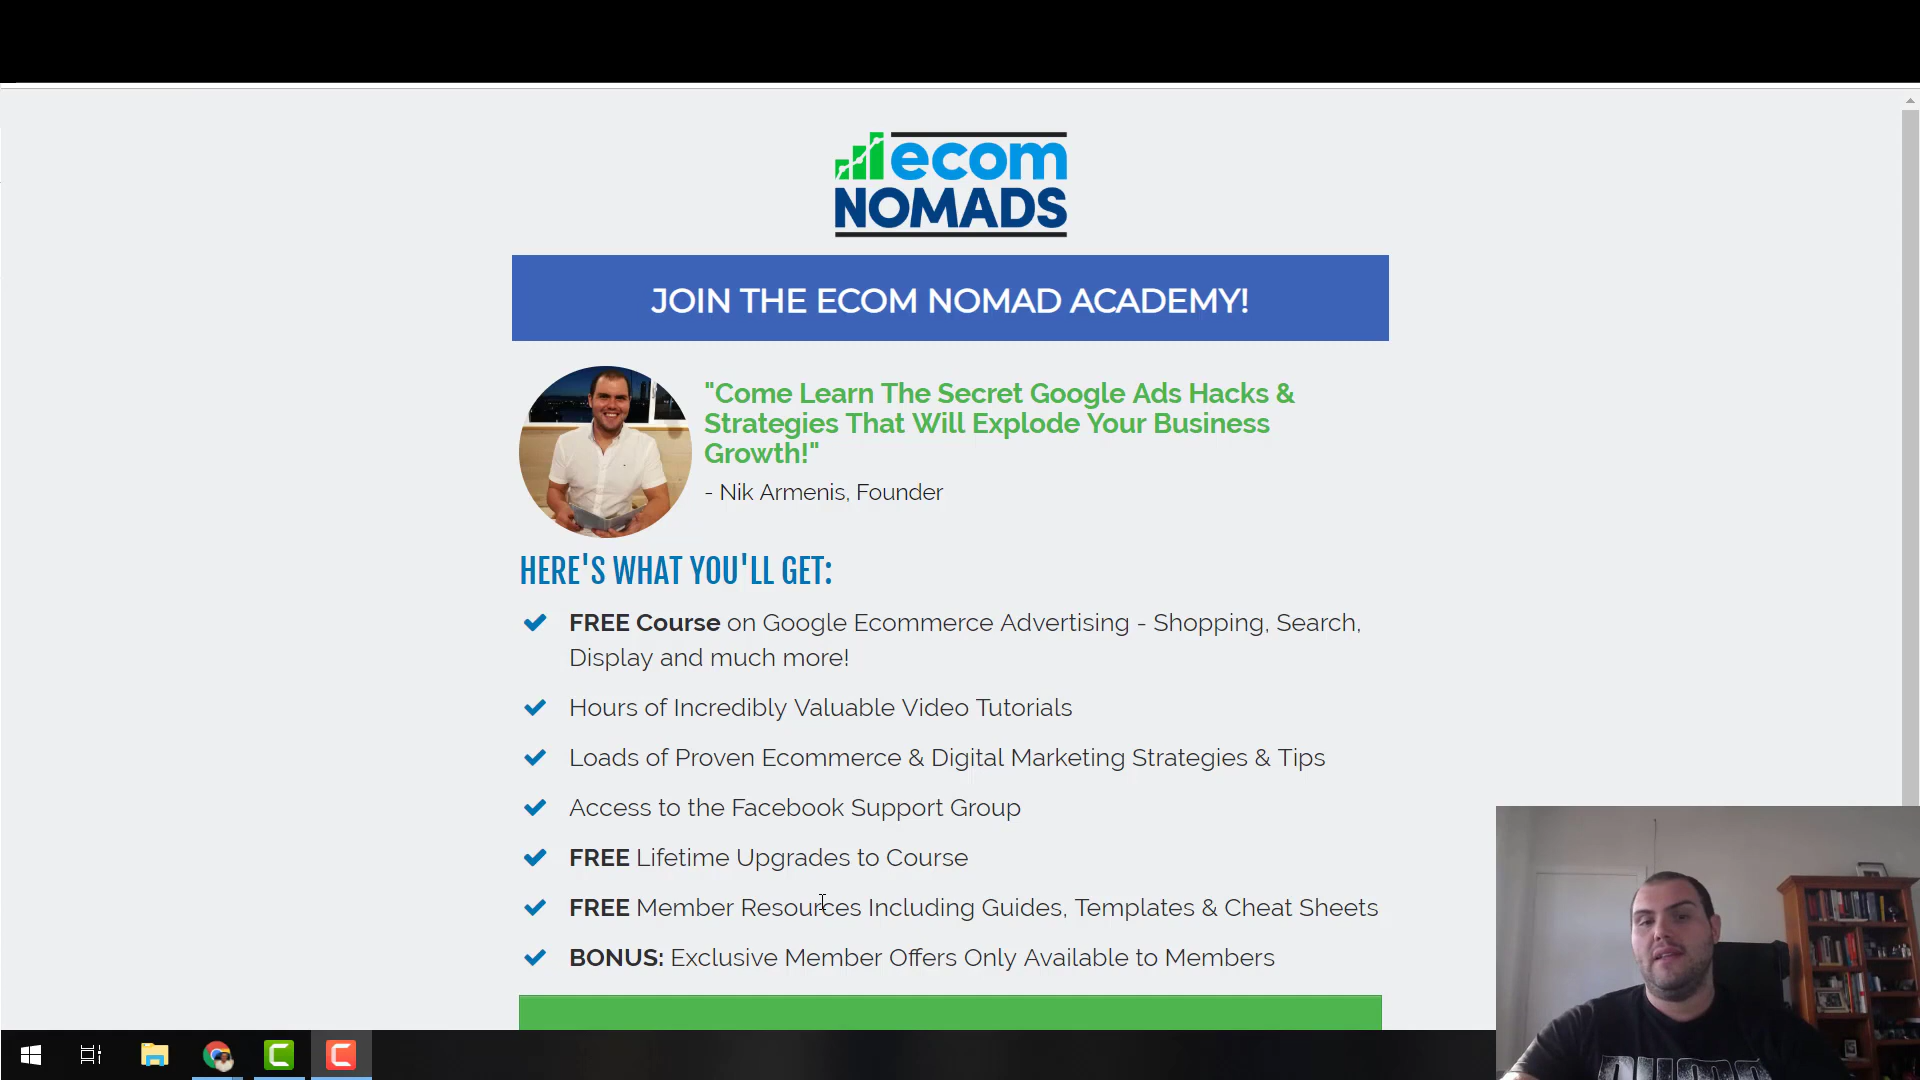 ecom
NOMADS
JOIN THE ECOM NOMAD ACADEMY!
"Come Learn The Secret Google Ads Hacks &
Strategies That Will Explode Your Business
Growth!"
- Nik Armenis, Founder
HERE'S WHAT YOU'LL GET:
FREE Course on Google Ecommerce Advertising - Shopping, Search,
Display and much more!
Hours of Incredibly Valuable Video Tutorials
Loads of Proven Ecommerce & Digital Marketing Strategies & Tips
Access to the Facebook Support Group
FREE Lifetime Upgrades to Course
FREE Member Resources Including Guides, Templates & Cheat Sheets
BONUS: Exclusive Member Offers Only Available to Members